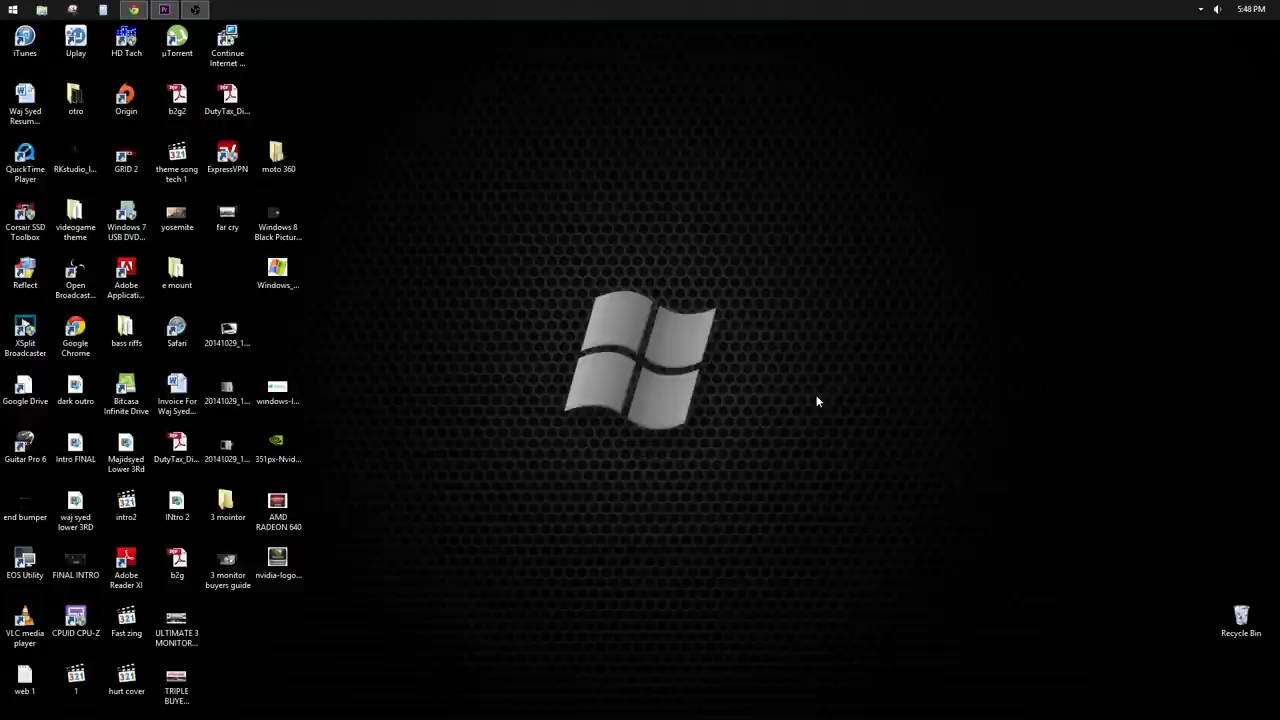 5:48 PM
iTunes
Uplay
HD Tach
µTorrent
Continue
Internet ...
Waj Syed
Resum...
otro
Origin
b2g2
DutyTax_Di...
QuickTime
Player
RKstudio_I...
GRID 2
theme song
tech 1
ExpressVPN
moto 360
Corsair SSD
Toolbox
videogame
theme
Windows 7
USB DVD...
yosemite
far cry
Windows 8
Black Pictur...
Reflect
Open
Broadcast...
Adobe
Applicati...
e mount
Windows_...
XSplit
Broadcaster
Google
Chrome
bass riffs
Safari
20141029_1...
Google Drive
dark outro
Bitcasa
Infinite Drive
Invoice For
Waj Syed...
20141029_1...
windows-l...
Guitar Pro 6
Intro FINAL
Majidsyed
Lower 3Rd
DutyTax_Di...
20141029_1...
351px-Nvid...
end bumper
waj syed
lower 3RD
intro2
INtro 2
3 mointor
AMD
RADEON 640
EOS Utility
FINAL INTRO
Adobe
Reader XI
b2g
3 monitor
buyers guide
nvidia-logo...
VLC media
player
CPUID CPU-Z
Fast zing
ULTIMATE 3
MONITOR...
Recycle Bin
web 1
1
hurt cover
TRIPLE
BUYE...